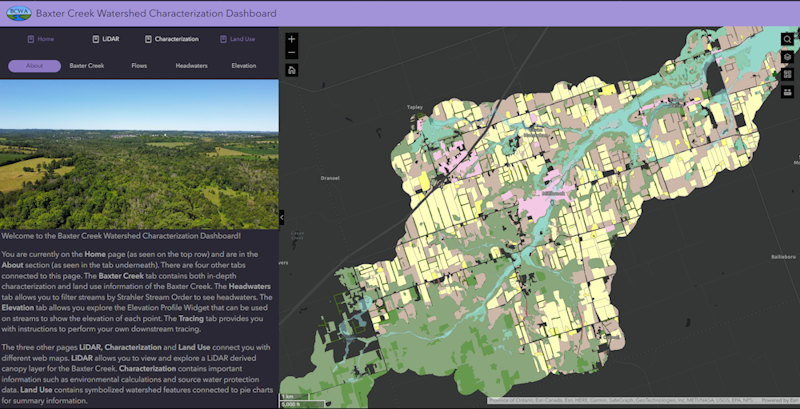 BCWA
Baxter Creek Watershed Characterization Dashboard
Home
LiDAR
Characterization
Land Use
About
Baxter Creek
Flows
Headwaters
Elevation
Welcome to the Baxter Creek Watershed Characterization Dashboard!
You are currently on the Home page (as seen on the top row) and are in the
About section (as seen in the tab underneath). There are four other tabs
connected to this page. The Baxter Creek tab contains both in-depth
characterization and land use information of the Baxter Creek. The Headwaters
tab allows you to filter streams by Strahler Stream Order to see headwaters. The
Elevation tab allows you explore the Elevation Profile Widget that can be used
on streams to show the elevation of each point. The Tracing tab provides you
with instructions to perform your own downstream tracing.
The three other pages LiDAR, Characterization and Land Use connect you with
different web maps. LiDAR allows you to view and explore a LiDAR derived
canopy layer for the Baxter Creek. Characterization contains important
information such as environmental calculations and source water protection
data. Land Use contains symbolized watershed features connected to pie charts
for summary information.
+
−
Tapley
Drassel
Bailieboro
1 km
5,000 ft
Province of Ontario, Esri Canada, Esri, HERE, Garmin, SafeGraph, GeoTechnologies, Inc, METI/NASA, USGS, EPA, NPS,
Powered by Esri